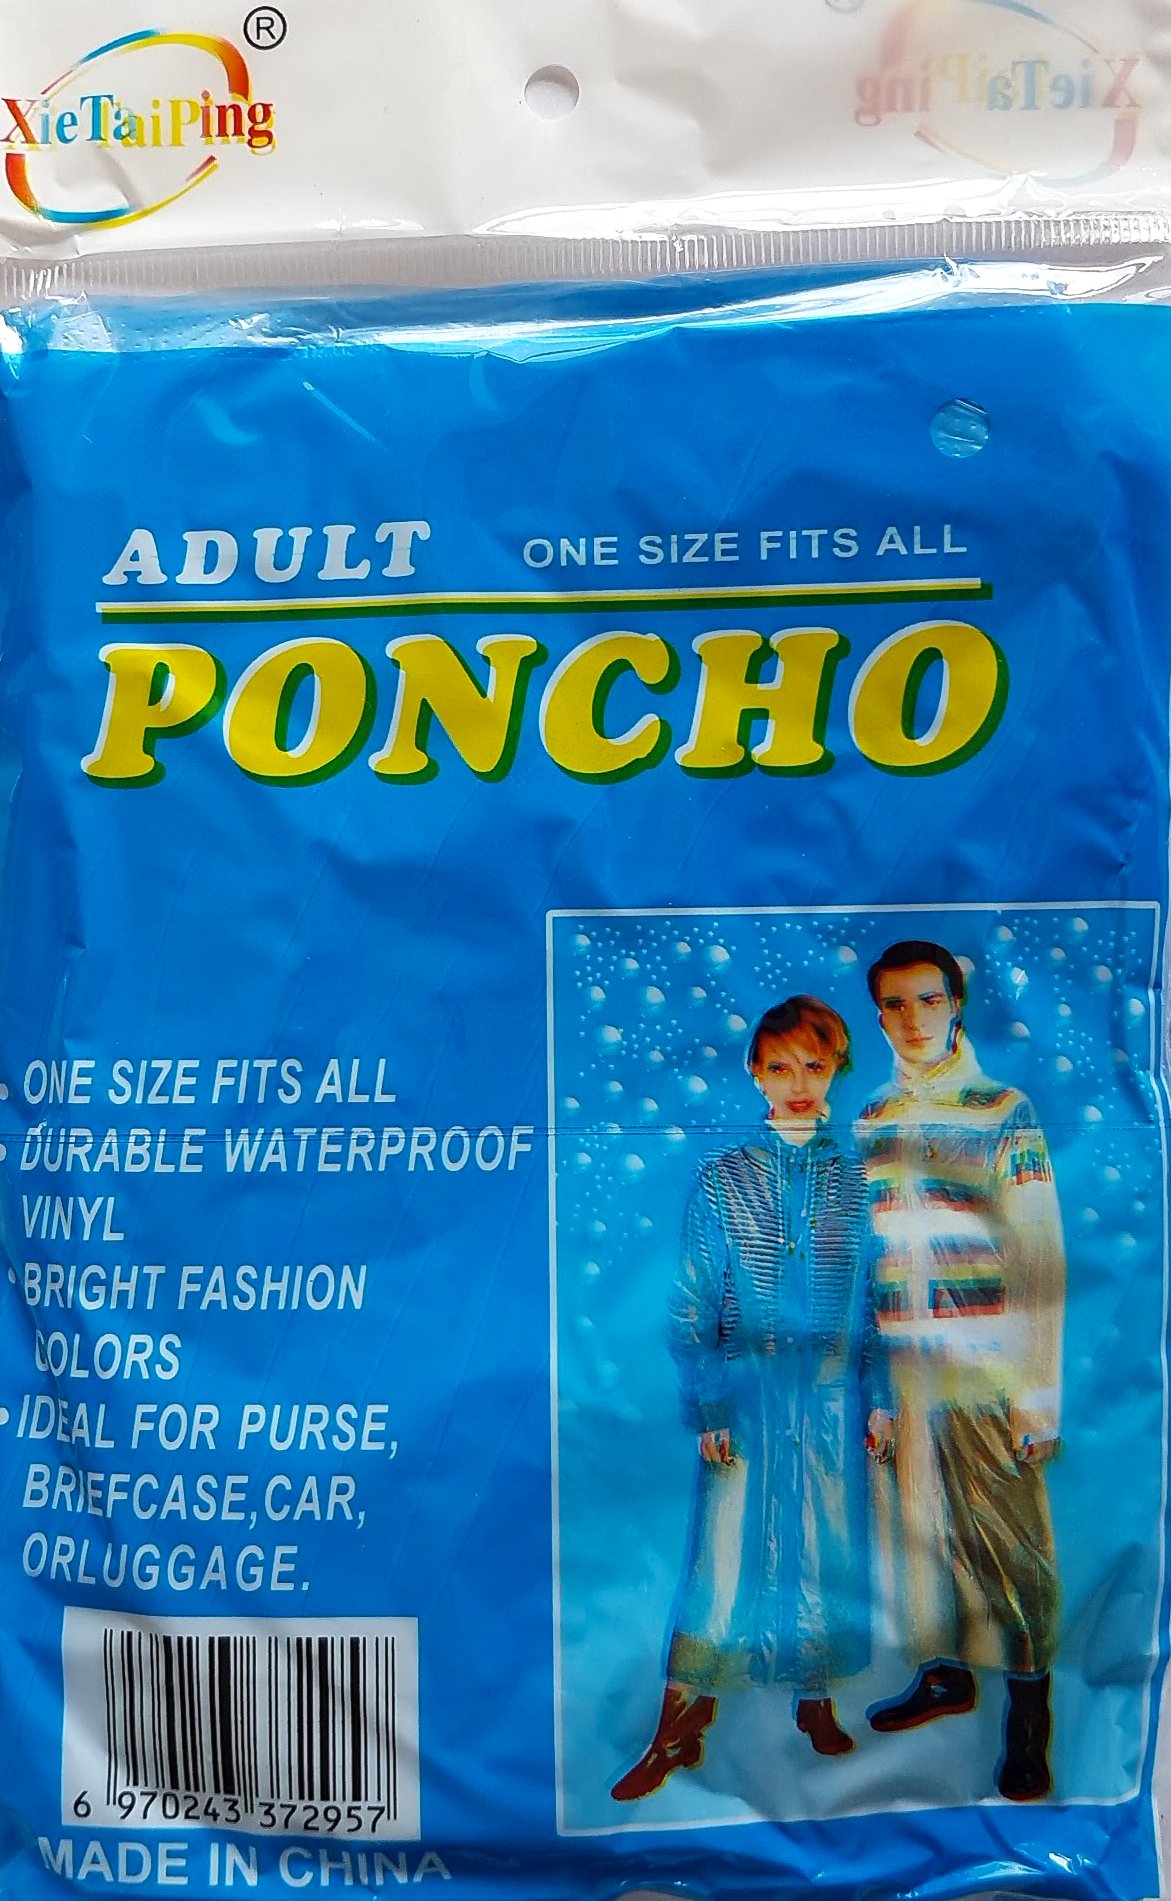 XieTaiPing®
XieTaiPing
ADULT ONE SIZE FITS ALL
PONCHO
• ONE SIZE FITS ALL
• DURABLE WATERPROOF
VINYL
• BRIGHT FASHION
COLORS
• IDEAL FOR PURSE,
BRIEFCASE,CAR,
ORLUGGAGE.
6 970243 372957
MADE IN CHINA